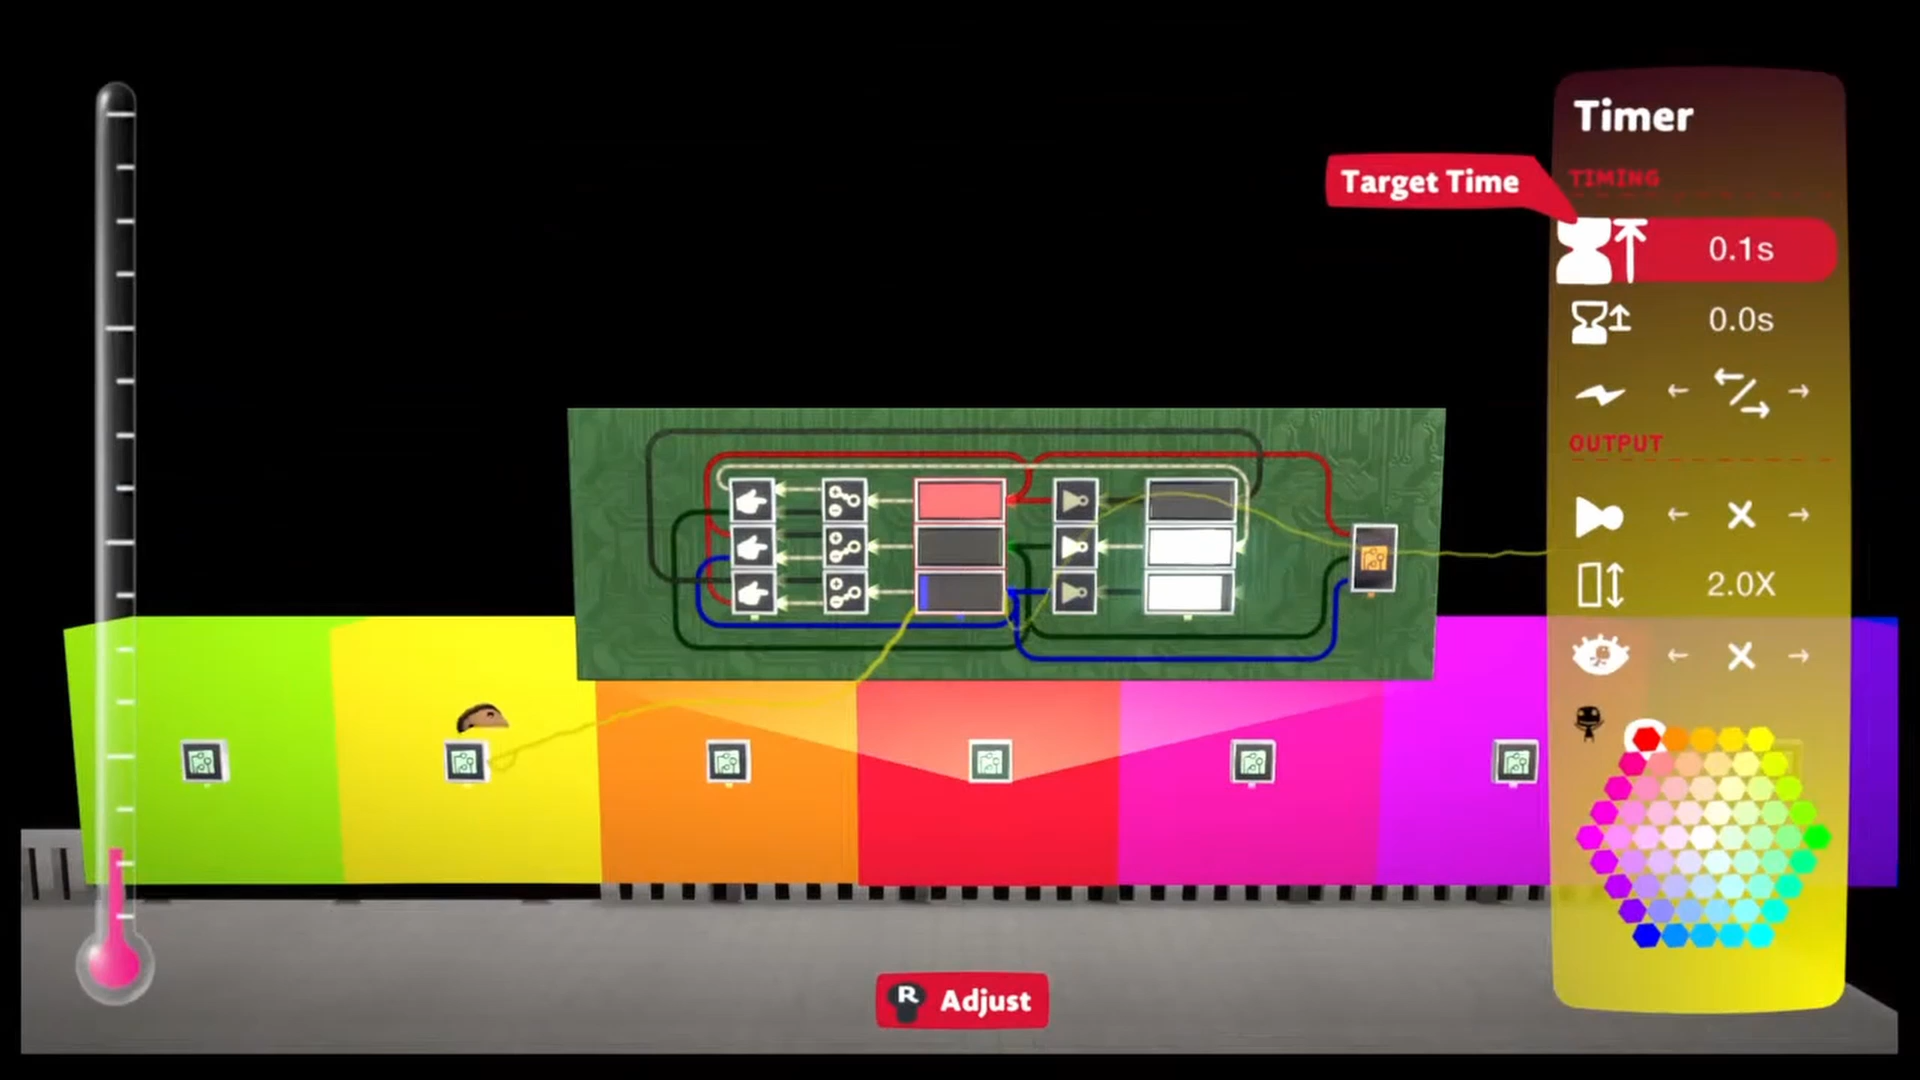 Timer
Target Time
TIMING
0.1s
0.0s
OUTPUT
2.0X
R Adjust